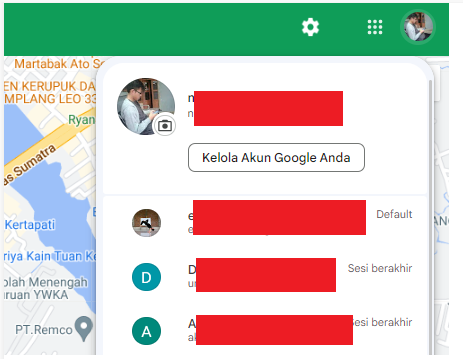 Martabak Ato
EN KERUPUK DA
MPLANG LEO 33
Ryan
as Sumatra
Kertapati
riya Kain Tuan Ke
olah Menengah
ruruan YWKA
PT.Remco
n
n
Kelola Akun Google Anda
e
e
Default
D
D
u
Sesi berakhir
A
A
a
Sesi berakhir